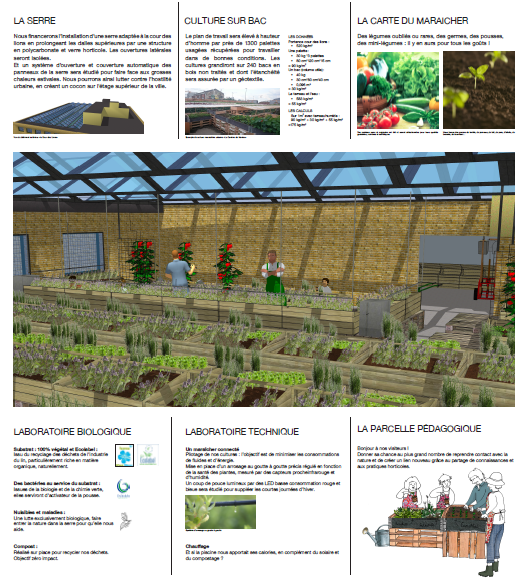 LA SERRE
Nous financerons l'installation d'une serre adaptée à la cour des
lions en prolongeant les dalles supérieures par une structure
en polycarbonate et verre horticole. Les ouvertures latérales
seront isolées.
Et un système d'ouverture et couverture automatique des
panneaux de la serre sera étudié pour faire face aux grosses
chaleurs estivales. Nous pourrons ainsi lutter contre l'hostilité
urbaine, en créant un cocon sur l'étape supérieure de la ville.
CULTURE SUR BAC
Le plan de travail sera élevé à hauteur
d'homme par près de 1300 palettes
usagées récupérées pour travailler
dans de bonnes conditions. Les
cultures grandiront sur 240 bacs en
bois non traités et dont l'étanchéité
sera assurée par un géotextile.
LES DONNÉES
Une palette :
LES CALCULS
LA CARTE DU MARAICHER
Des légumes oubliés ou rares, des germes, des pousses,
des mini-légumes : il y en aura pour tous les goûts !
LABORATOIRE BIOLOGIQUE
Substrat : 100% végétal et Ecolabel :
Issu du recyclage des déchets de l'industrie
du lin, particulièrement riche en matière
organique, naturellement.
Des bactéries au service du substrat :
Issues de la biologie et de la chimie verte,
elles serviront d'activateur de la pousse.
Nuisibles et maladies :
Une lutte exclusivement biologique, faire
entrer la nature dans la serre pour qu'elle nous
aide.
Compost :
Réalisé sur place pour recycler nos déchets.
Objectif zéro impact.
LABORATOIRE TECHNIQUE
Un maraicher connecté
Pilotage de nos cultures : l'objectif est de minimiser les consommations
de fluides et d'énergie.
Mise en place d'un arrosage au goutte à goutte précis régulé en fonction
de la santé des plantes, mesuré par des capteurs proche infrarouge et
d'humidité.
Un coup de pouce lumineux par des LED basse consommation rouge et
bleue sera étudié pour suppléer les courtes journées d'hiver.
Chauffage
Et si la piscine nous apportait ses calories, en complément du solaire et
du compostage ?
LA PARCELLE PÉDAGOGIQUE
Bonjour à nos visiteurs !
Donner sa chance au plus grand nombre de reprendre contact avec la
nature et de créer un lien nouveau grâce au partage de connaissances et
aux pratiques horticoles.